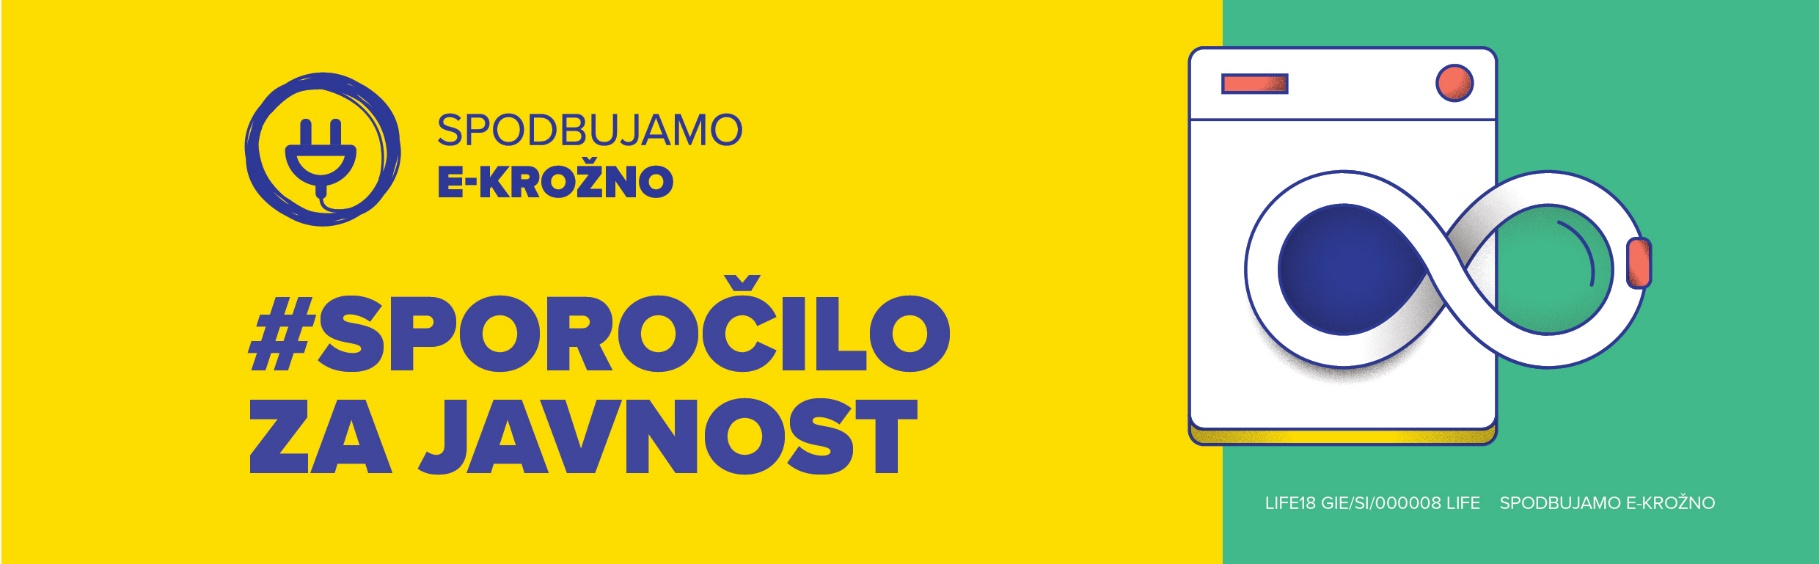 SPODBUJAMO
E-KROŽNO
#SPOROČILO
ZA JAVNOST
LIFE18 GIE/SI/000008 LIFE SPODBUJAMO E-KROŽNO